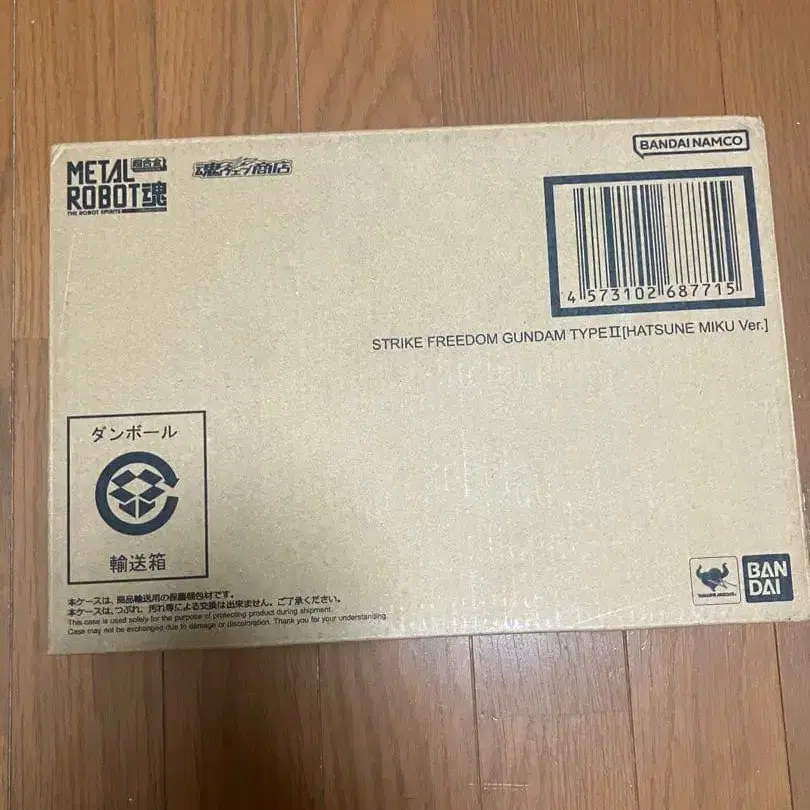 METAL 超合金
ROBOT魂
THE ROBOT SPIRITS
魂ウェブ商店
BANDAI NAMCO
4 573102 687715
STRIKE FREEDOM GUNDAM TYPEⅡ[HATSUNE MIKU Ver.]
ダンボール
輸送箱
本ケースは、商品輸送用の保護梱包材です。
本ケースは、つぶれ、汚れ等による交換は出来ません。ご了承ください。
This case is used solely for the purpose of protecting product during shipment.
Case may not be exchanged due to damage or discoloration. Thank you for your understanding.
BAN
DAI